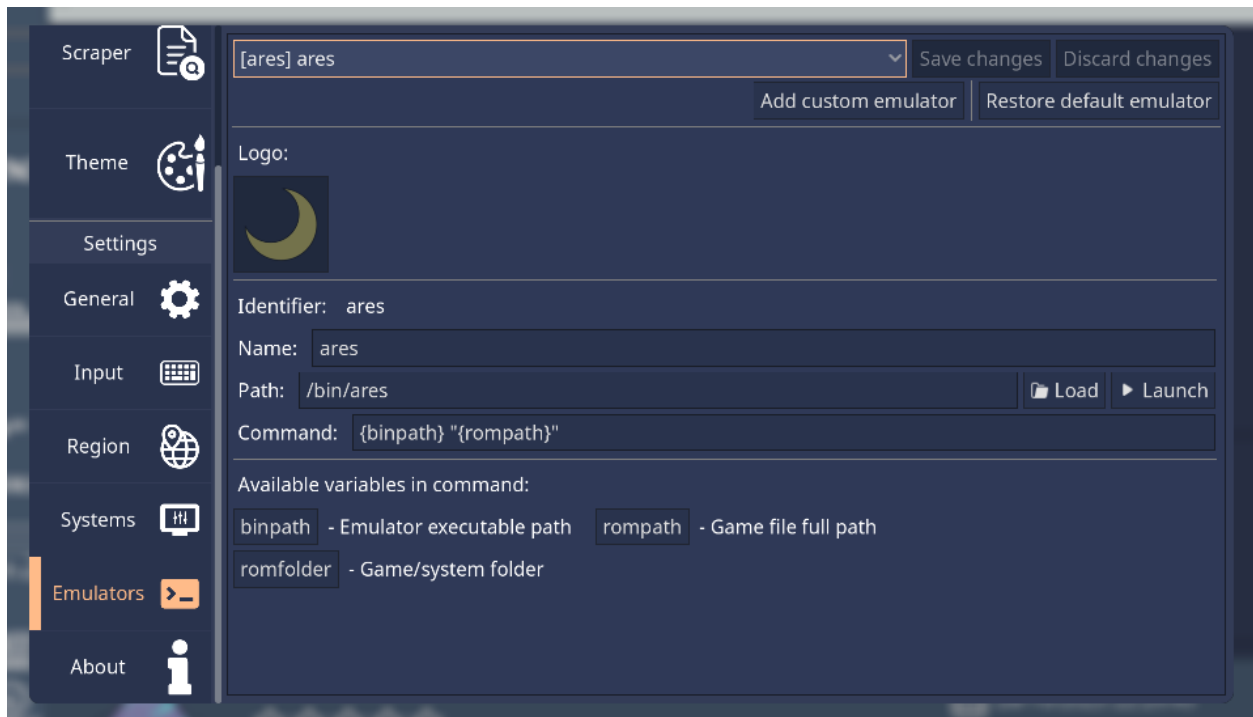 Scraper
Theme
Settings
General
Input
Region
Systems
Emulators
About
[ares] ares
Save changes
Discard changes
Add custom emulator
Restore default emulator
Logo:
Identifier: ares
Name: ares
Path: /bin/ares
Load
Launch
Command: {binpath} "{rompath}"
Available variables in command:
binpath - Emulator executable path rompath - Game file full path
romfolder - Game/system folder